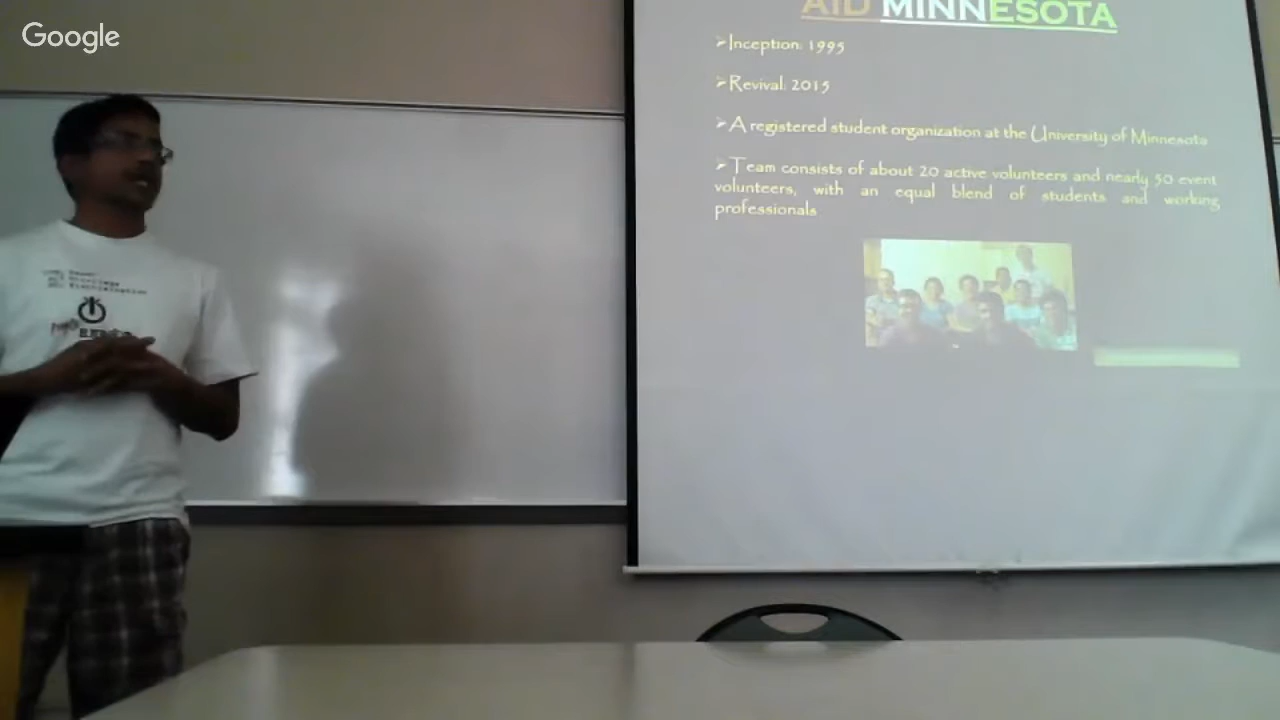 Google
AID MINNESOTA
➢Inception: 1995
➢Revival: 2015
➢A registered student organization at the University of Minnesota
➢Team consists of about 20 active volunteers and nearly 50 event
volunteers, with an equal blend of students and working
professionals